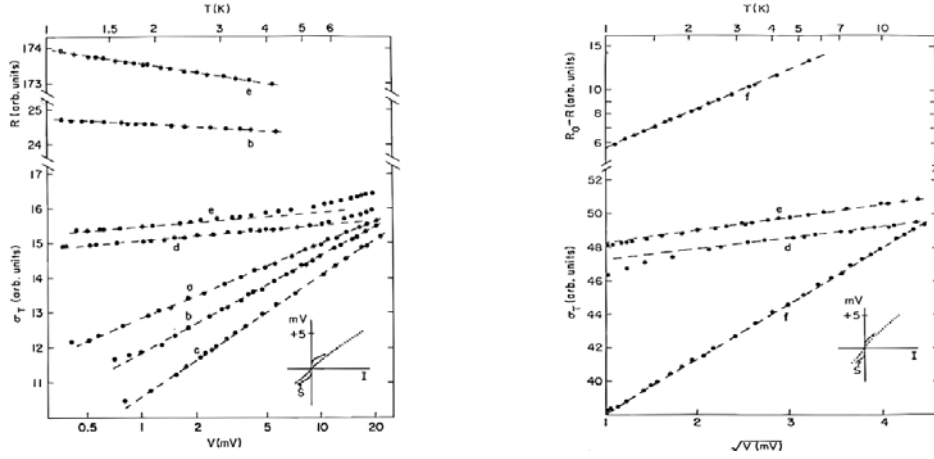 T(K)
1 1.5 2 3 4 5 6
R (arb. units)
174
173
25
24
e
b
σT (arb. units)
16
15
14
13
12
11
e
d
a
b
c
mV
+5
I
S
0.5 1 2 5 10 20
V (mV)
T(K)
1 2 3 4 5 7 10
R₀-R (arb. units)
15
10
8
6
f
σT (arb. units)
52
50
48
46
44
42
40
e
d
f
mV
+5
I
S
1 2 3 4
√V (mV)